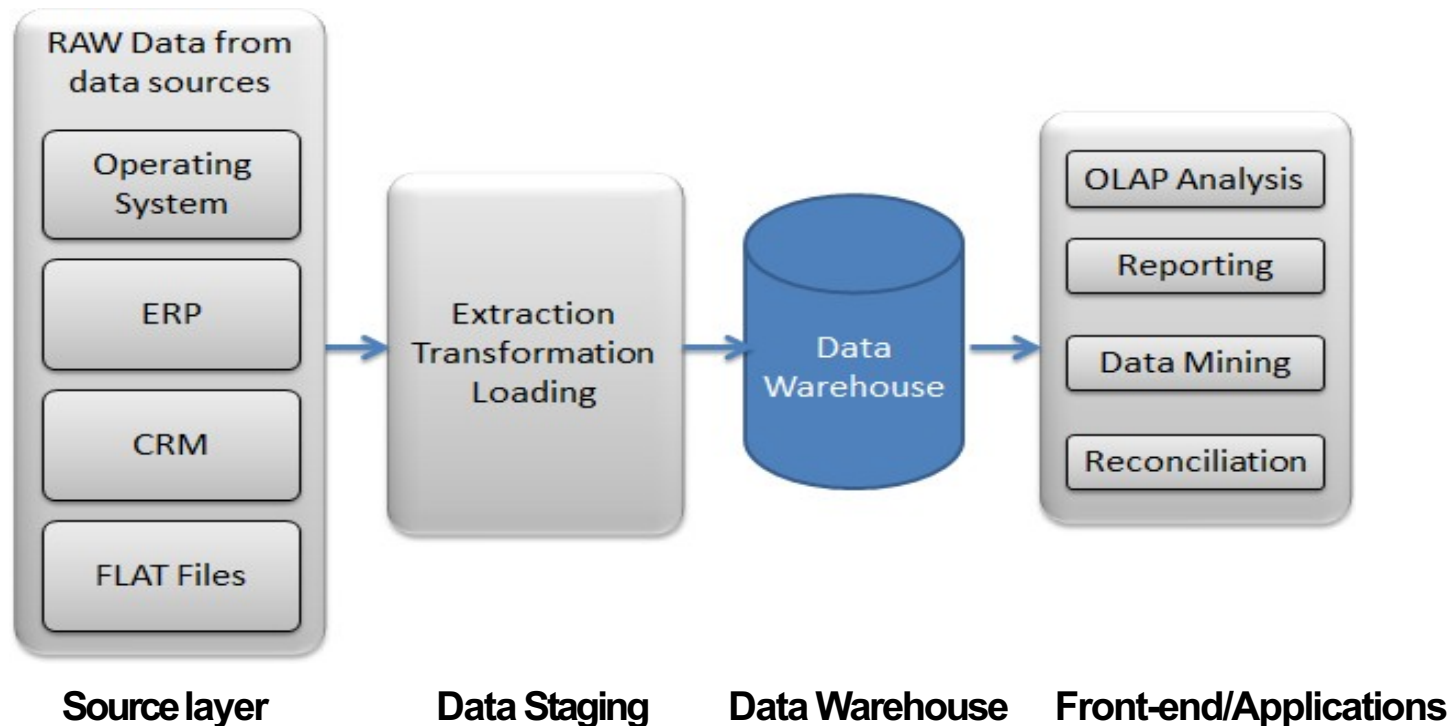 RAW Data from
data sources
Operating
System
ERP
CRM
FLAT Files
Extraction
Transformation
Loading
Data
Warehouse
OLAP Analysis
Reporting
Data Mining
Reconciliation
Source layer
Data Staging
Data Warehouse
Front-end/Applications